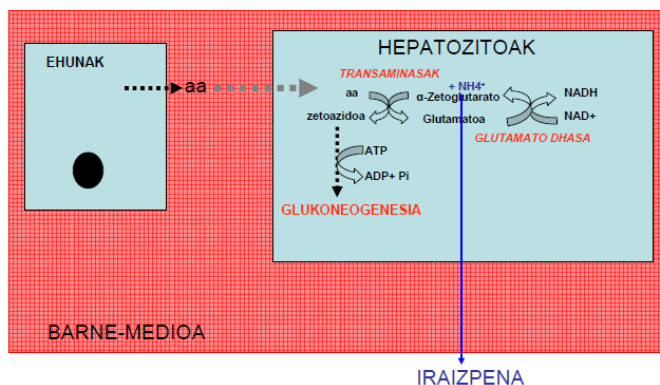 EHUNAK
aa
HEPATOZITOAK
TRANSAMINASAK
+ NH4+
aa
α-Zetoglutarato
NADH
zetoazidoa
Glutamatoa
NAD+
GLUTAMATO DHASA
ATP
ADP+ Pi
GLUKONEOGENESIA
BARNE-MEDIOA
IRAIZPENA